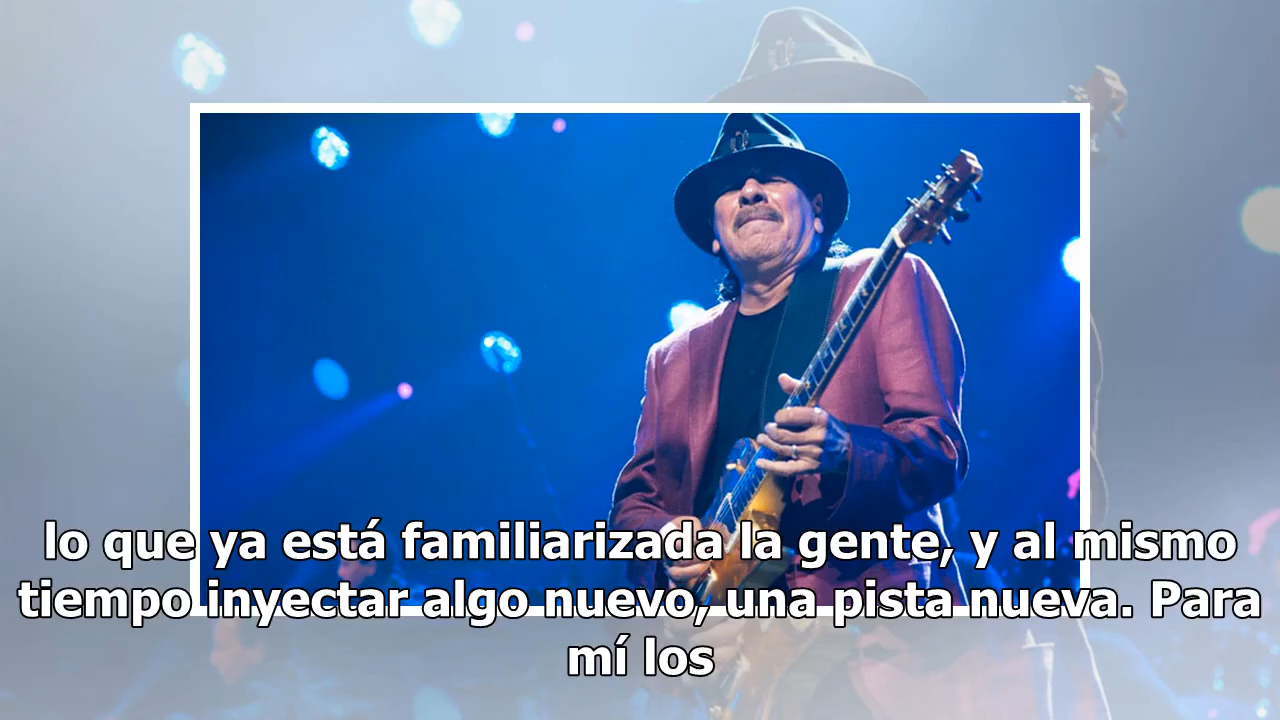 lo que ya está familiarizada la gente, y al mismo
tiempo inyectar algo nuevo, una pista nueva. Para
mí los